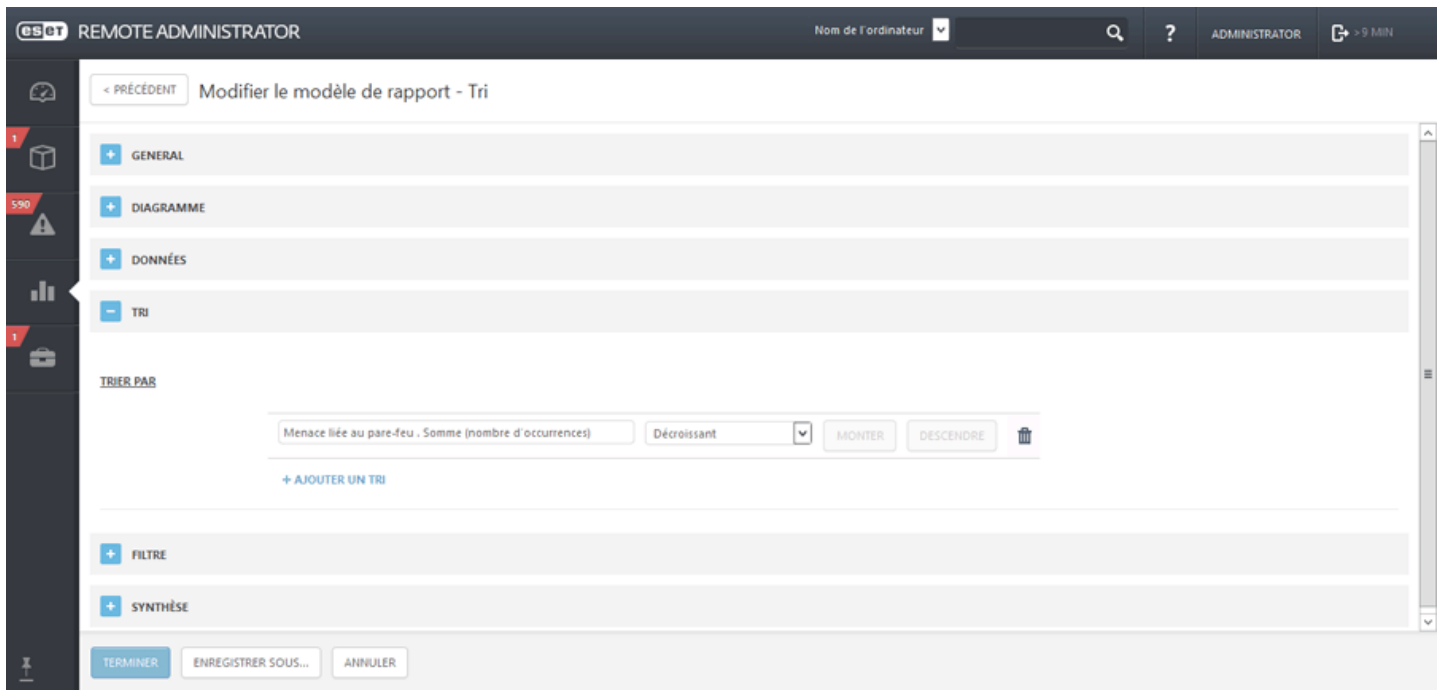 eset REMOTE ADMINISTRATOR
Nom de l'ordinateur
?
ADMINISTRATOR
>9 MIN
< PRÉCÉDENT
Modifier le modèle de rapport - Tri
1
590
1
+ GENERAL
+ DIAGRAMME
+ DONNÉES
− TRI
TRIER PAR
Menace liée au pare-feu . Somme (nombre d'occurrences)
Décroissant
MONTER
DESCENDRE
+ AJOUTER UN TRI
+ FILTRE
+ SYNTHÈSE
TERMINER
ENREGISTRER SOUS...
ANNULER